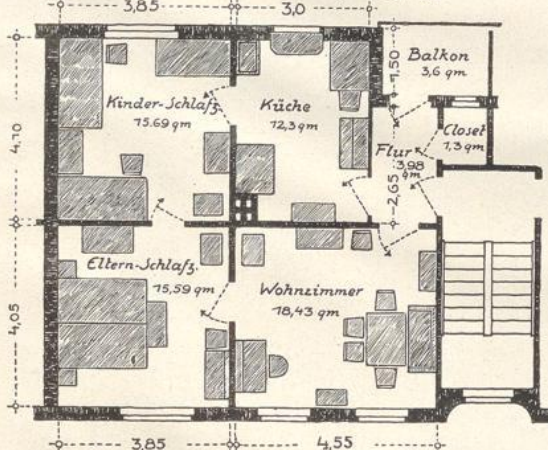 3,85
3,0
4,10
Kinder-Schlafz.
15.69 qm
Küche
12,3 qm
1,50
Balkon
3,6 qm
Closet
1,3 qm
Flur
3,98
qm
2,65
4,05
Eltern-Schlafz.
15,59 qm
Wohnzimmer
18,43 qm
3,85
4,55